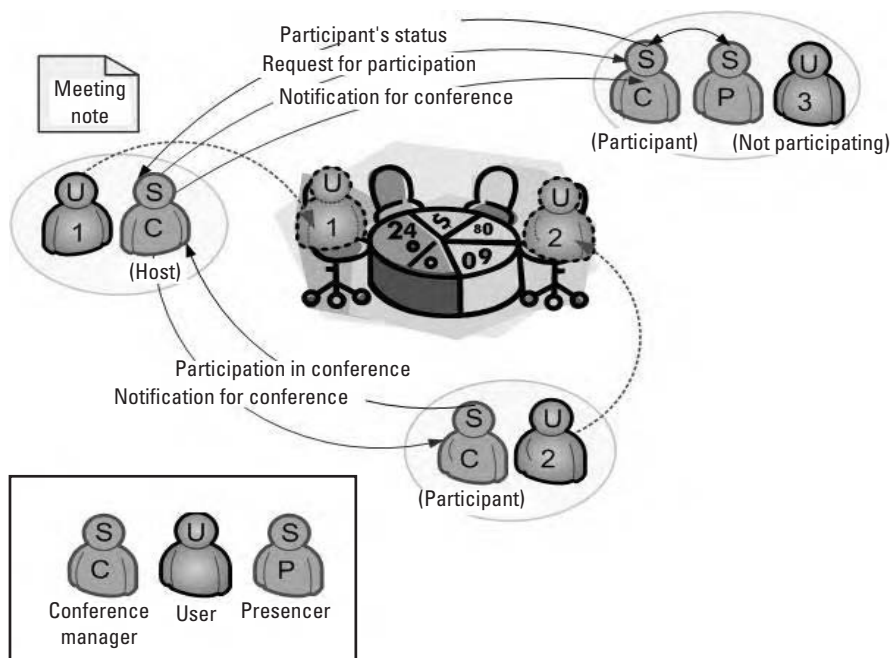 Participant's status
Request for participation
Notification for conference
Meeting
note
S
C
S
P
U
3
(Participant)
(Not participating)
U
1
S
C
(Host)
U
1
U
2
24
S
80
09
Participation in conference
Notification for conference
S
C
U
2
(Participant)
S
C
U
S
P
Conference
manager
User
Presencer